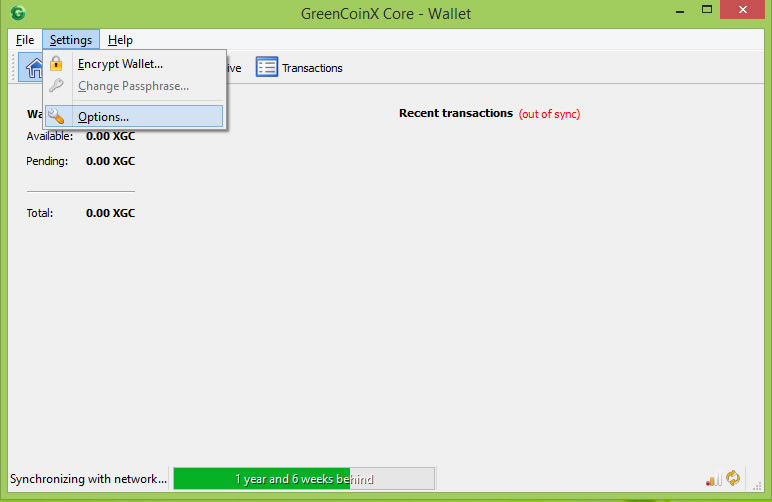 GreenCoinX Core - Wallet
File Settings Help
Encrypt Wallet...
Change Passphrase...
Options...
ive Transactions
Wa
Available: 0.00 XGC
Pending: 0.00 XGC
Total: 0.00 XGC
Recent transactions (out of sync)
Synchronizing with network... 1 year and 6 weeks behind